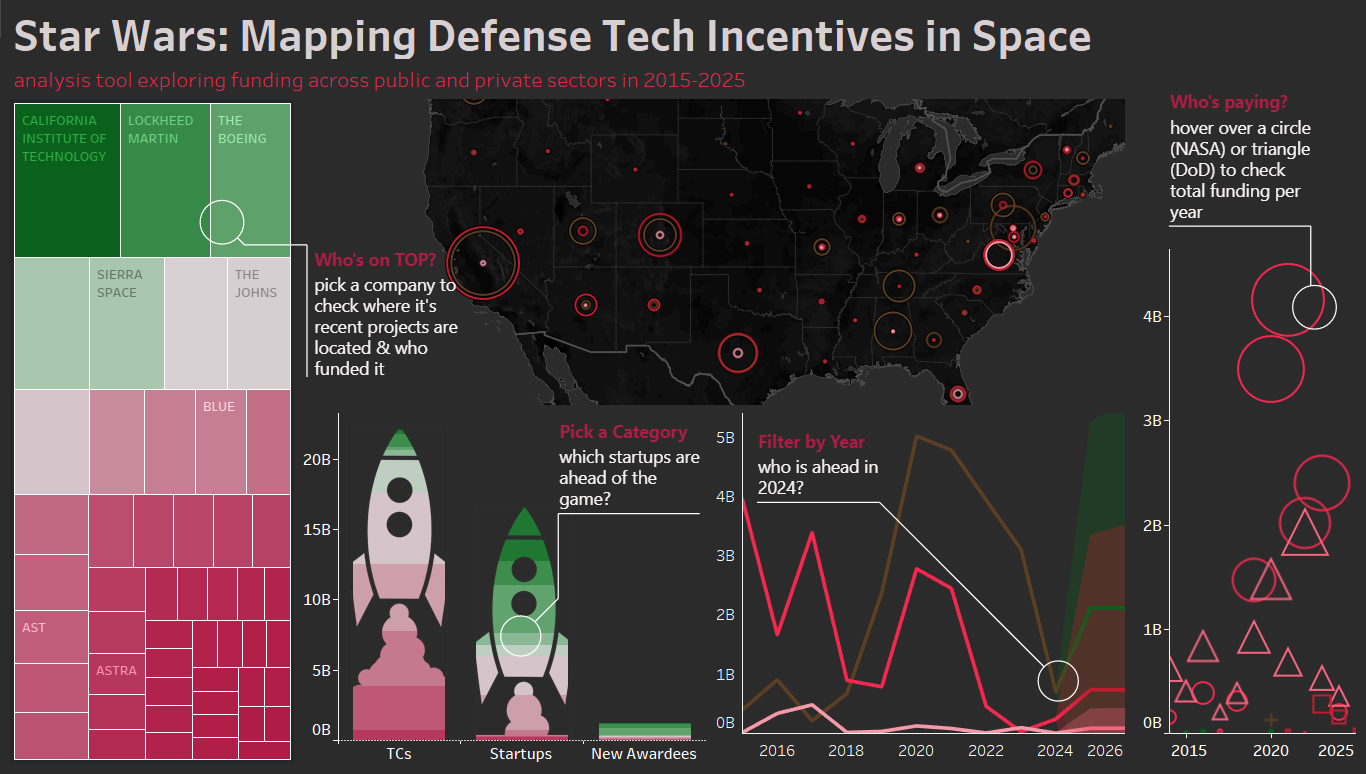 Star Wars: Mapping Defense Tech Incentives in Space
analysis tool exploring funding across public and private sectors in 2015-2025
CALIFORNIA
INSTITUTE OF
TECHNOLOGY
LOCKHEED
MARTIN
THE
BOEING
SIERRA
SPACE
THE
JOHNS
BLUE
AST
ASTRA
Who's on TOP?
pick a company to
check where it's
recent projects are
located & who
funded it
Who's paying?
hover over a circle
(NASA) or triangle
(DoD) to check
total funding per
year
Pick a Category
which startups are
ahead of the
game?
20B
15B
10B
5B
0B
TCs
Startups
New Awardees
Filter by Year
who is ahead in
2024?
5B
4B
3B
2B
1B
0B
2016
2018
2020
2022
2024
2026
4B
3B
2B
1B
0B
2015
2020
2025